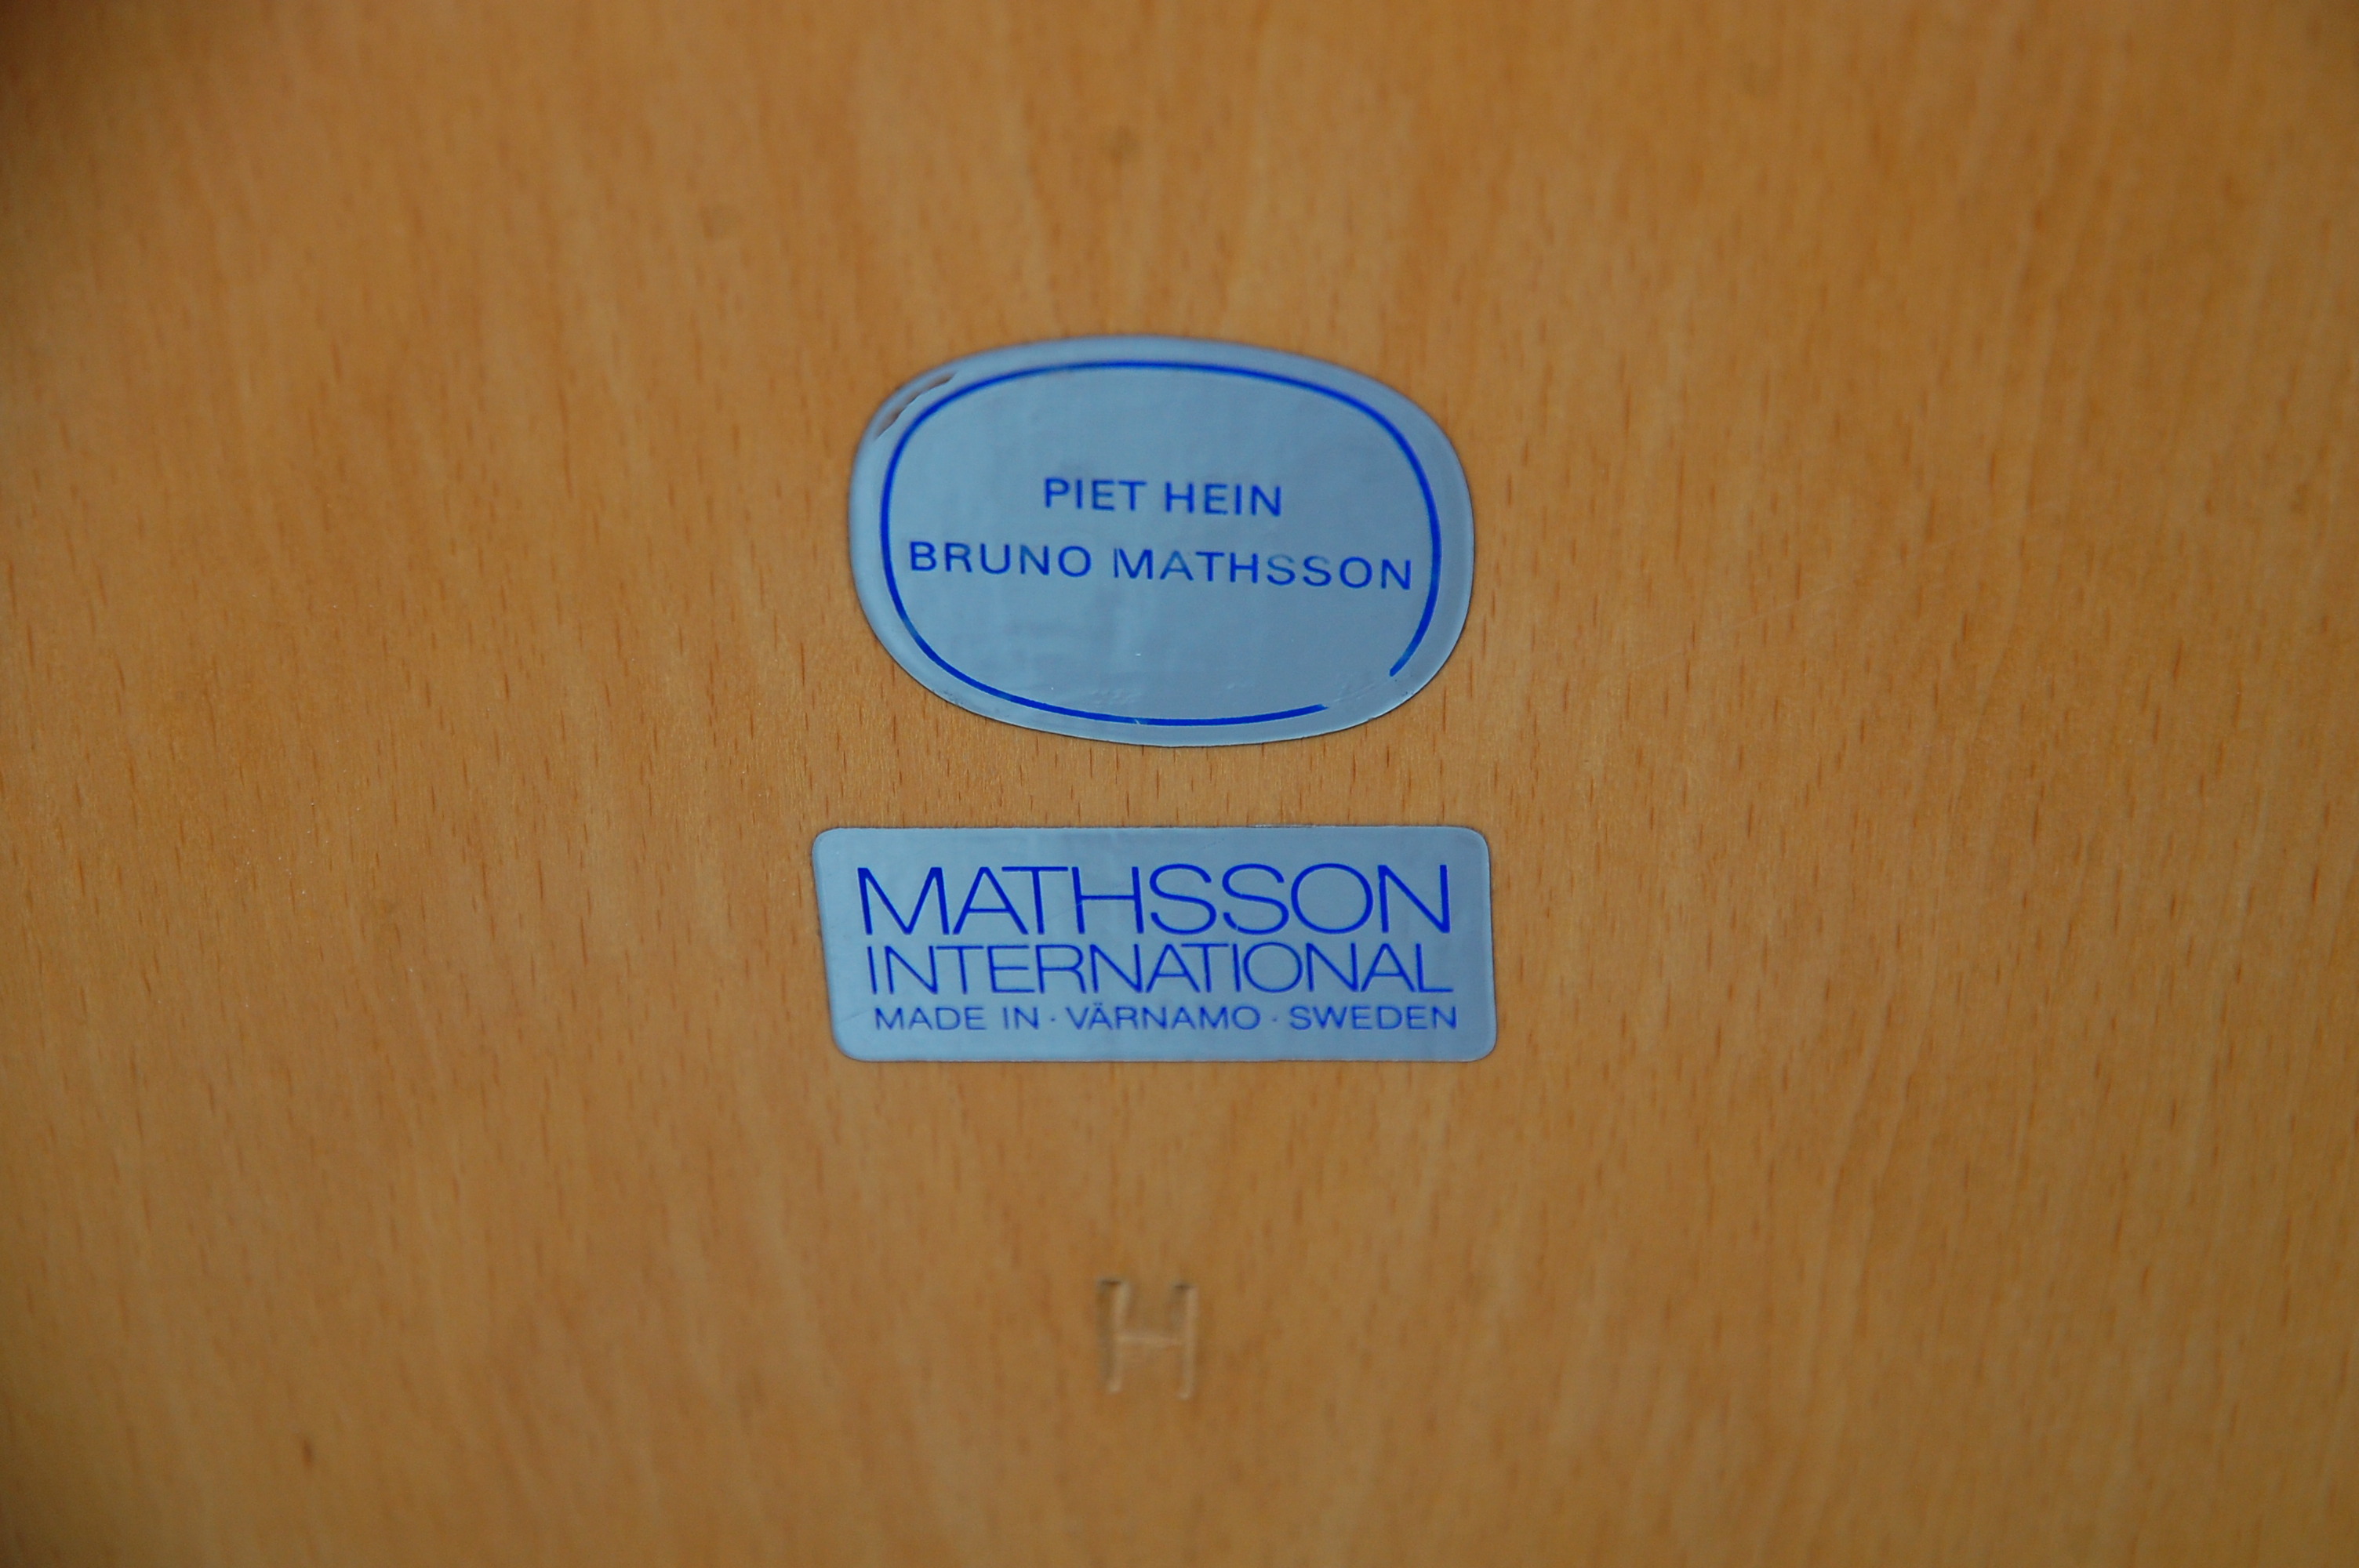 PIET HEIN
BRUNO MATHSSON
MATHSSON
INTERNATIONAL
MADE IN · VÄRNAMO · SWEDEN
H